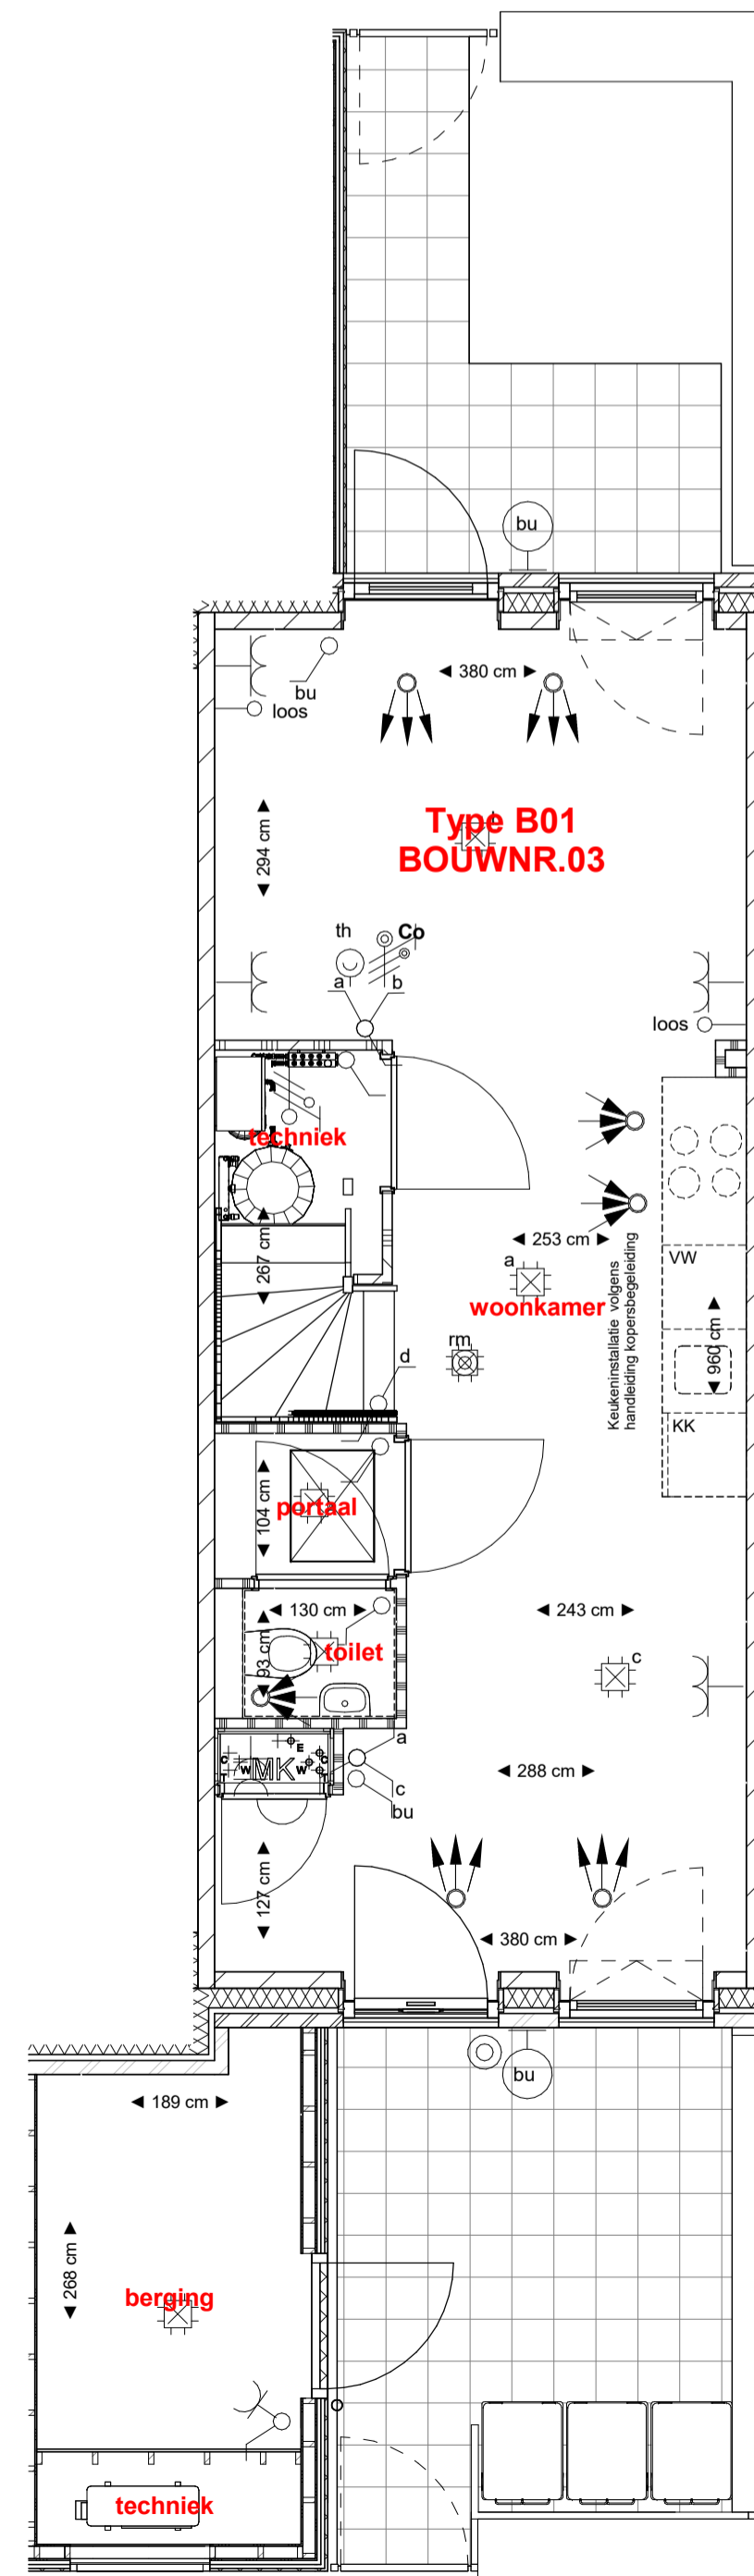 bu
380 cm
bu
loos
Type B01
BOUWNR.03
294 cm
th
Co
a
b
loos
techniek
267 cm
253 cm
a
woonkamer
VW
Keukeninstallatie volgens
handleiding kopersbegeleiding
960 cm
rm
d
KK
portaal
104 cm
130 cm
243 cm
93 cm
toilet
c
a
E
C
W
MK
W
C
c
bu
288 cm
127 cm
380 cm
bu
189 cm
268 cm
berging
techniek